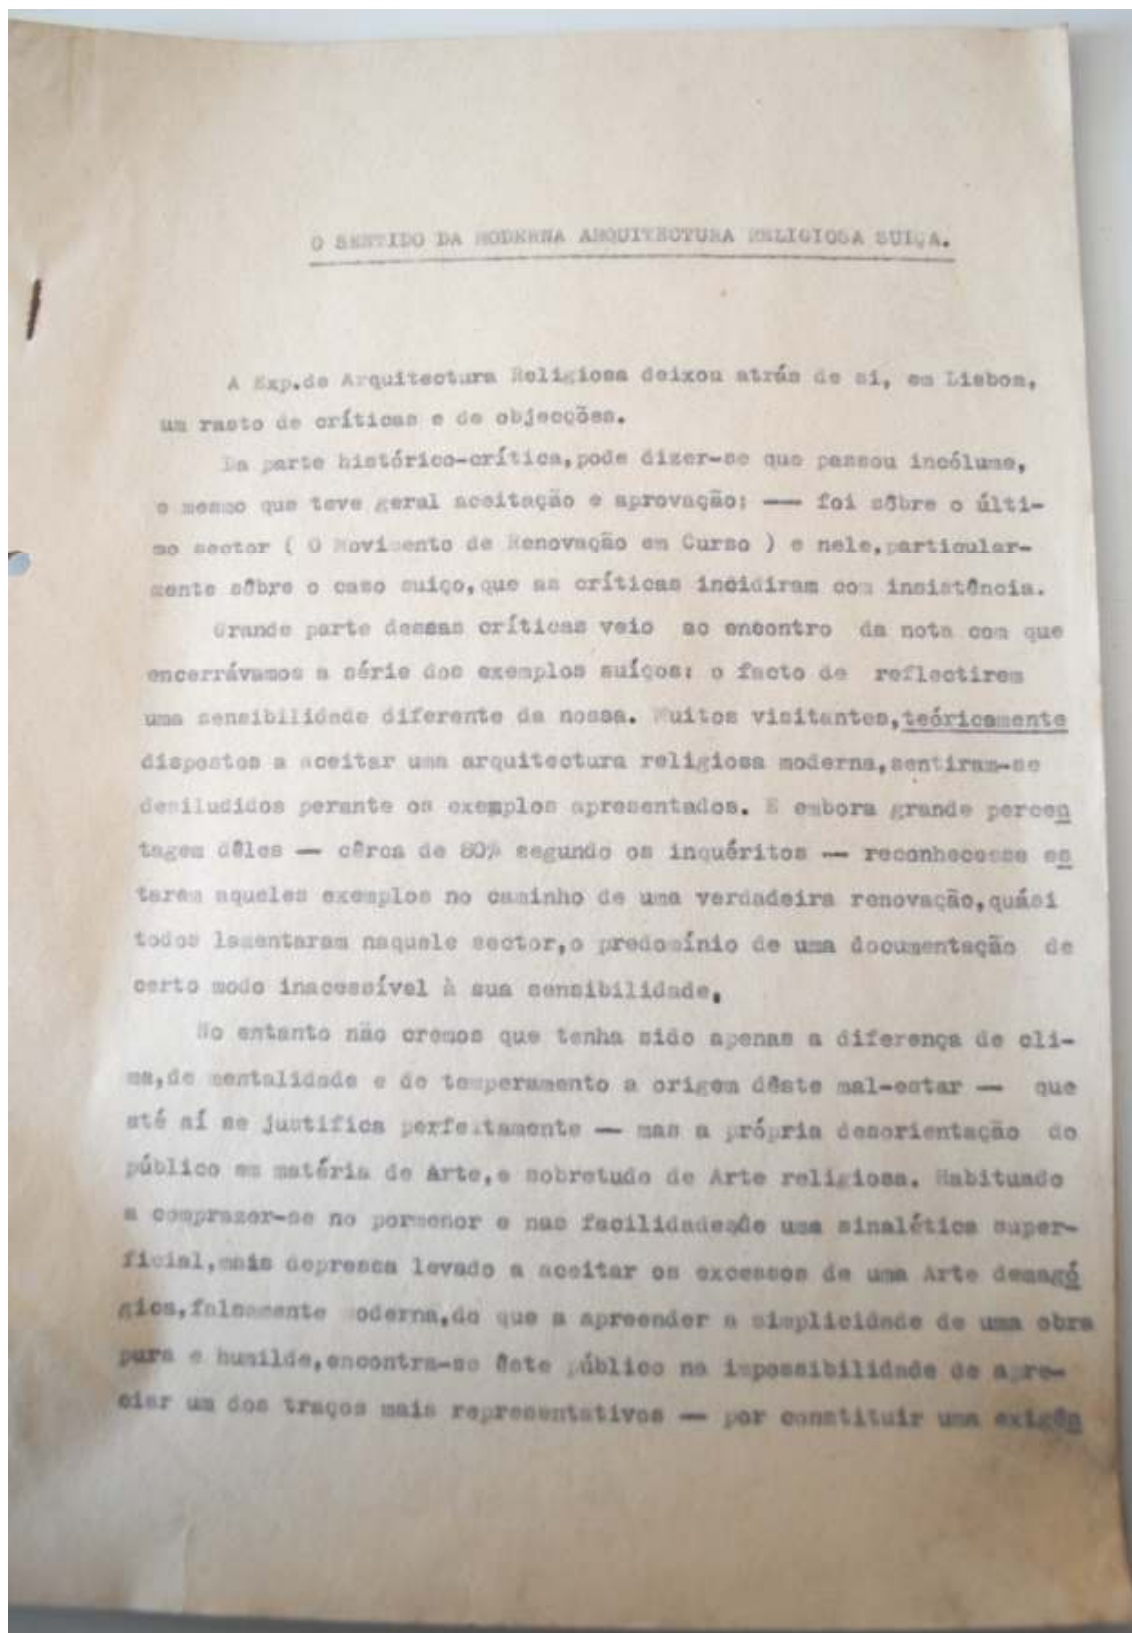 O SENTIDO DA MODERNA ARQUITECTURA RELIGIOSA SUIÇA.
A Exp.de Arquitectura Religiosa deixou atrás de si, em Lisboa,
um rasto de críticas e de objecções.
Da parte histórico-crítica,pode dizer-se que passou incólume,
e mesmo que teve geral aceitação e aprovação; — foi sôbre o últi-
mo sector ( O Movimento de Renovação em Curso ) e nele,particular-
mente sôbre o caso suiço,que as críticas incidiram com insistência.
Grande parte dessas críticas veio ao encontro da nota com que
encerrávamos a série dos exemplos suíços: o facto de reflectirem
uma sensibilidade diferente da nossa. Muitos visitantes,teóricamente
dispostos a aceitar uma arquitectura religiosa moderna,sentiram-se
desiludidos perante os exemplos apresentados. E embora grande percen
tagem dêles — cêrca de 80% segundo os inquéritos — reconhecesse es
tarem aqueles exemplos no caminho de uma verdadeira renovação,quási
todos lamentaram naquele sector,o predomínio de uma documentação de
certo modo inacessível à sua sensibilidade.
No entanto não cremos que tenha sido apenas a diferença de cli-
ma,de mentalidade e de temperamento a origem dêste mal-estar — que
até aí se justifica perfeitamente — mas a própria desorientação do
público em matéria de Arte,e sobretudo de Arte religiosa. Habituado
a comprazer-se no pormenor e nas facilidades de uma sinalética super-
ficial,mais depressa levado a aceitar os excessos de uma Arte demagó
gica,falsamente moderna,do que a apreender a simplicidade de uma obra
pura e humilde,encontra-se êste público na impossibilidade de apre-
ciar um dos traços mais representativos — por constituir uma exigên